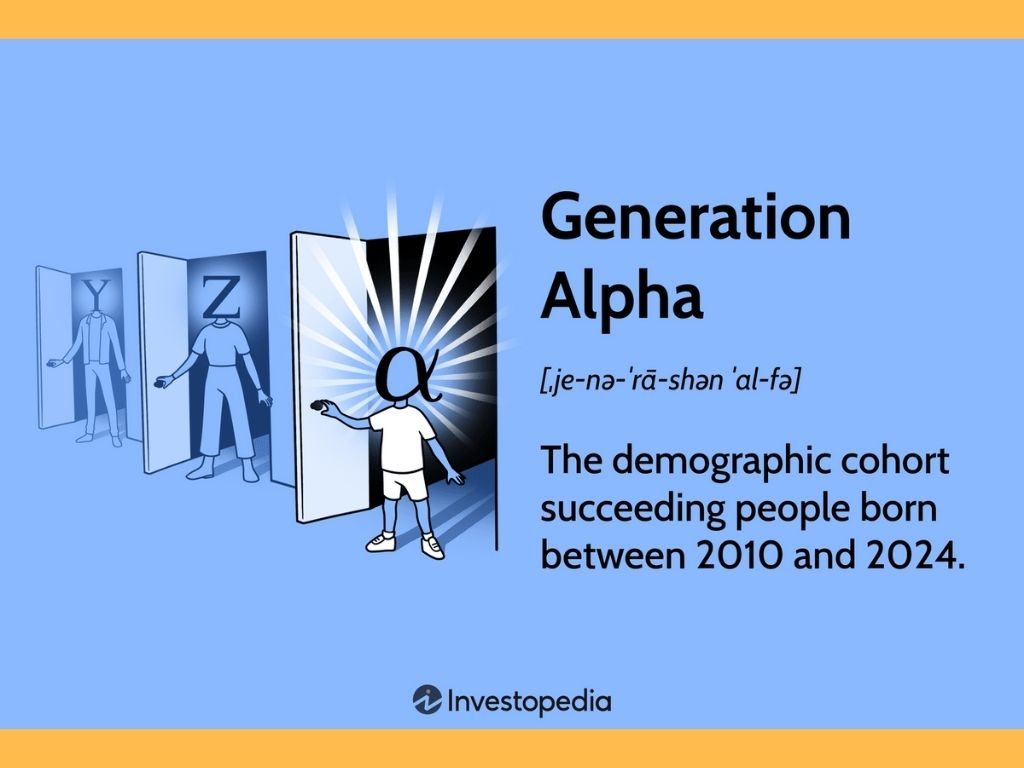 Y
Z
α
Generation
Alpha
[ˌje-nə-ˈrā-shən ˈal-fə]
The demographic cohort
succeeding people born
between 2010 and 2024.
Investopedia